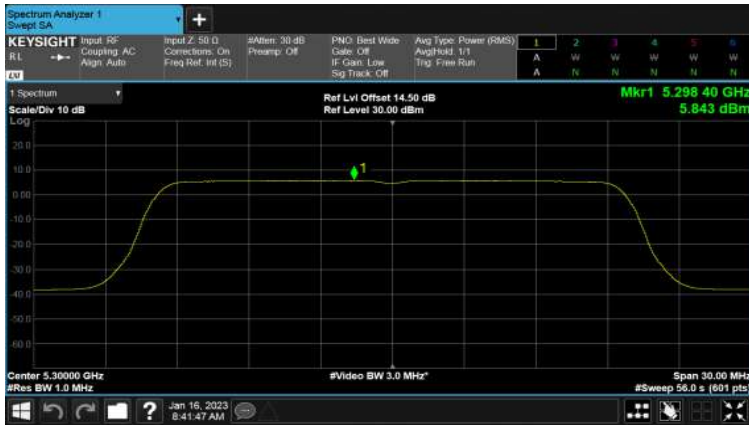 Spectrum Analyzer 1
Swept SA
+
KEYSIGHT Input: RF Input Z: 50 Ω #Atten: 30 dB PNO: Best Wide Avg Type: Power (RMS) 1 2 3 4 5 6
RL Coupling: AC Corrections: On Preamp: Off Gate: Off Avg|Hold: 1/1 A W W W W W
Align: Auto Freq Ref: Int (S) IF Gain: Low Trig: Free Run
LXI Sig Track: Off A N N N N N
1 Spectrum
Scale/Div 10 dB
Ref Lvl Offset 14.50 dB
Ref Level 30.00 dBm
Mkr1 5.298 40 GHz
5.843 dBm
Log
20.0
10.0
1
0.00
-10.0
-20.0
-30.0
-40.0
-50.0
-60.0
Center 5.30000 GHz #Video BW 3.0 MHz* Span 30.00 MHz
#Res BW 1.0 MHz #Sweep 56.0 s (601 pts)
? Jan 16, 2023
8:41:47 AM